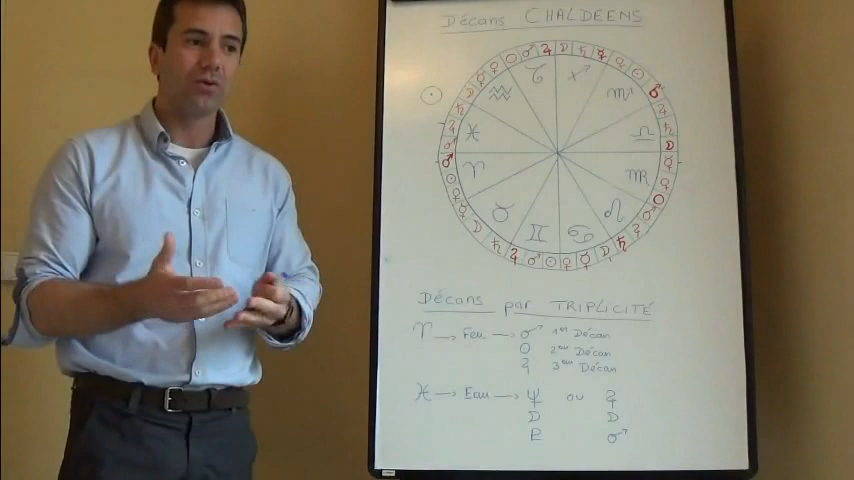 Décans CHALDEENS
Décans par TRIPLICITÉ
♈ → Feu → ♂ 1er Décan
☉ 2ème Décan
♃ 3ème Décan
♓ → Eau → ♆ ou ♃
☽ ☽
♇ ♂